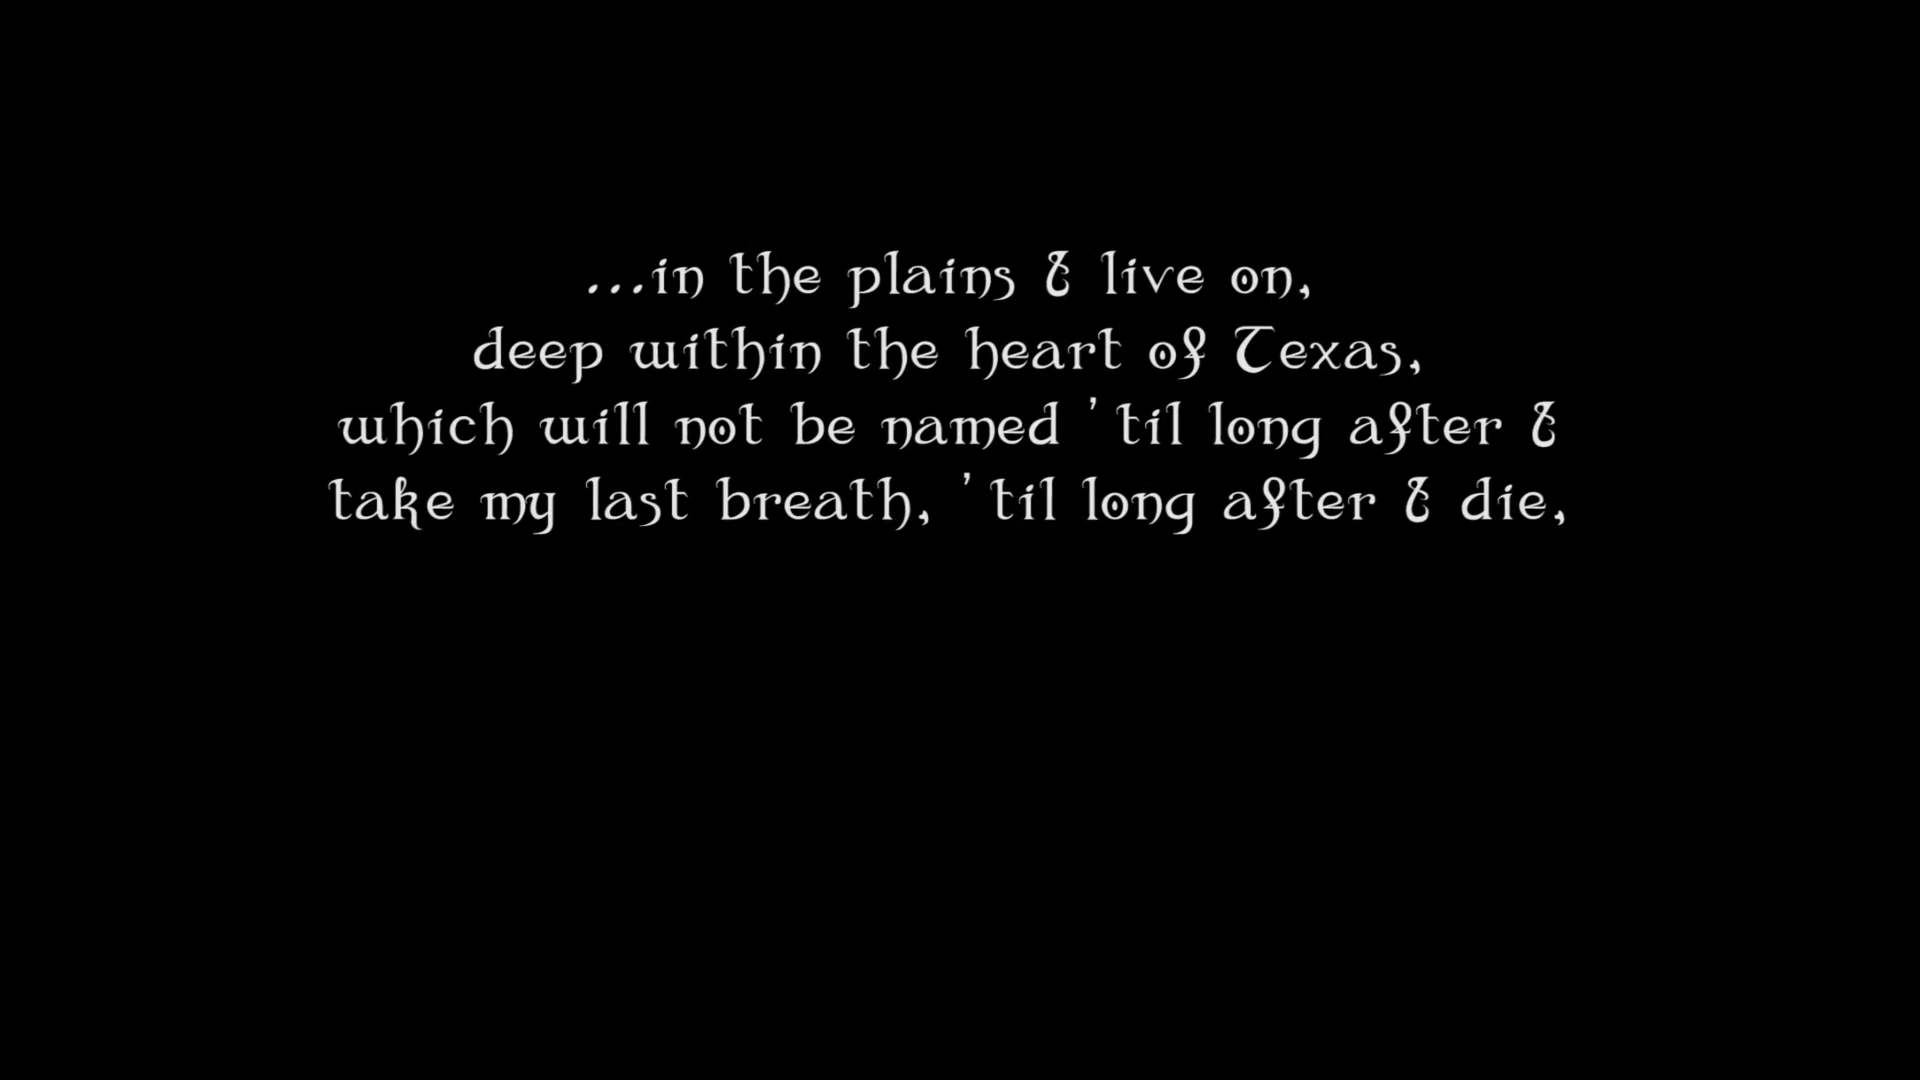 ...in the plains I live on,
deep within the heart of Texas,
which will not be named 'til long after I
take my last breath, 'til long after I die,